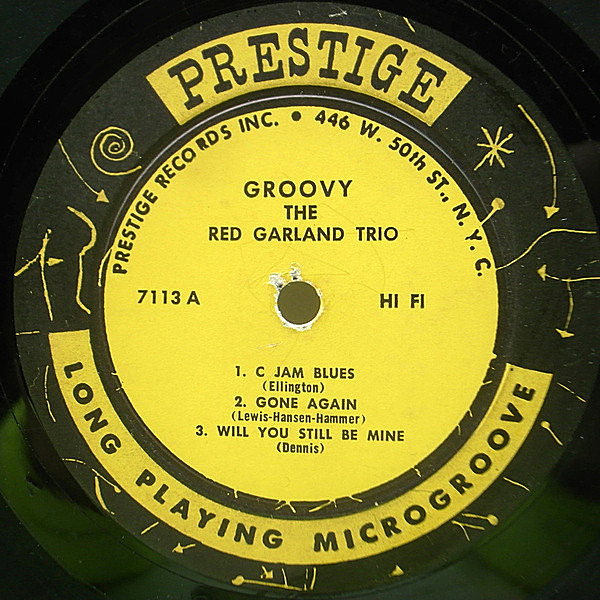 PRESTIGE
PRESTIGE RECORDS INC. • 446 W. 50th ST., N.Y.C.
GROOVY
THE
RED GARLAND TRIO
7113 A
HI FI
1. C JAM BLUES
(Ellington)
2. GONE AGAIN
(Lewis-Hansen-Hammer)
3. WILL YOU STILL BE MINE
(Dennis)
LONG PLAYING MICROGROOVE